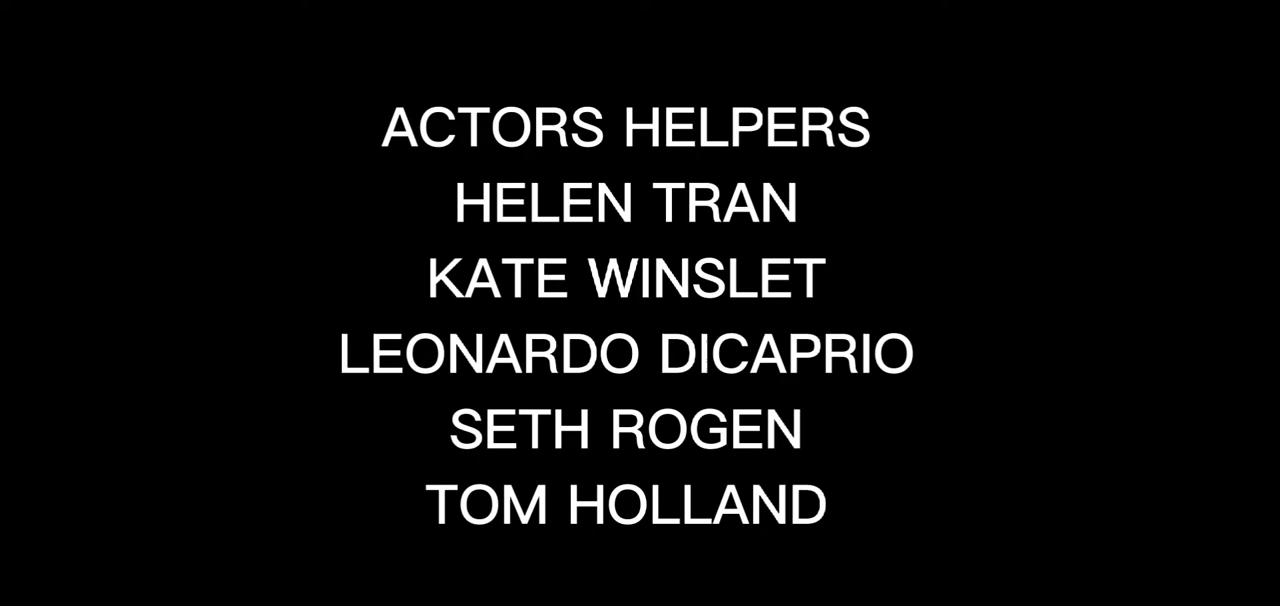 ACTORS HELPERS
HELEN TRAN
KATE WINSLET
LEONARDO DICAPRIO
SETH ROGEN
TOM HOLLAND